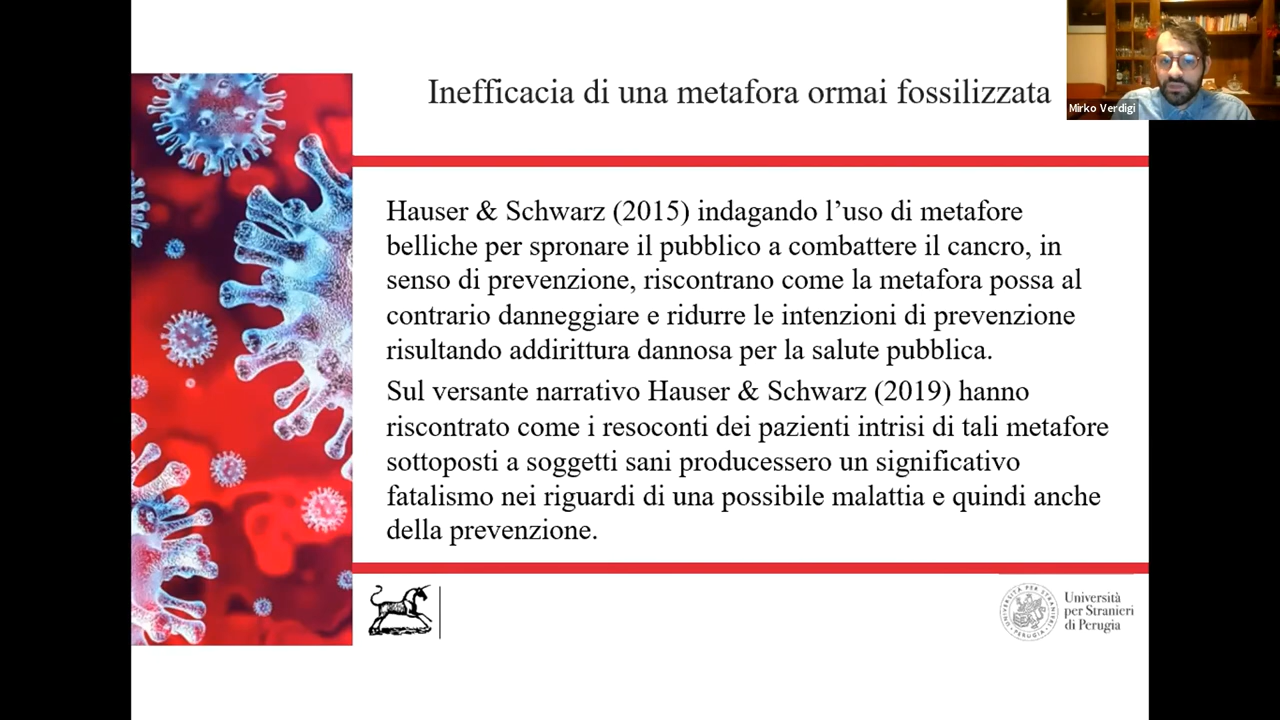 Inefficacia di una metafora ormai fossilizzata
Mirko Verdigi
Hauser & Schwarz (2015) indagando l’uso di metafore
belliche per spronare il pubblico a combattere il cancro, in
senso di prevenzione, riscontrano come la metafora possa al
contrario danneggiare e ridurre le intenzioni di prevenzione
risultando addirittura dannosa per la salute pubblica.
Sul versante narrativo Hauser & Schwarz (2019) hanno
riscontrato come i resoconti dei pazienti intrisi di tali metafore
sottoposti a soggetti sani producessero un significativo
fatalismo nei riguardi di una possibile malattia e quindi anche
della prevenzione.
Università
per Stranieri
di Perugia